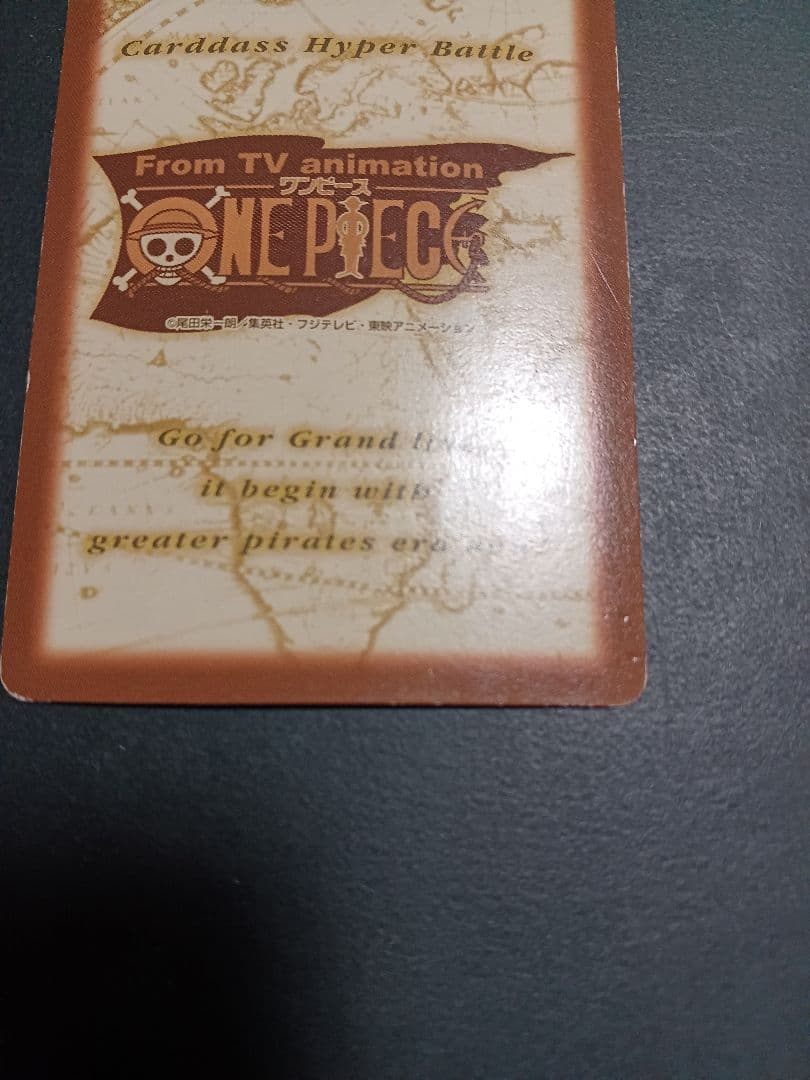 Carddass Hyper Battle
From TV animation
ワンピース
ONE PIECE
©尾田栄一郎／集英社・フジテレビ・東映アニメーション
Go for Grand line
it begin with
greater pirates era